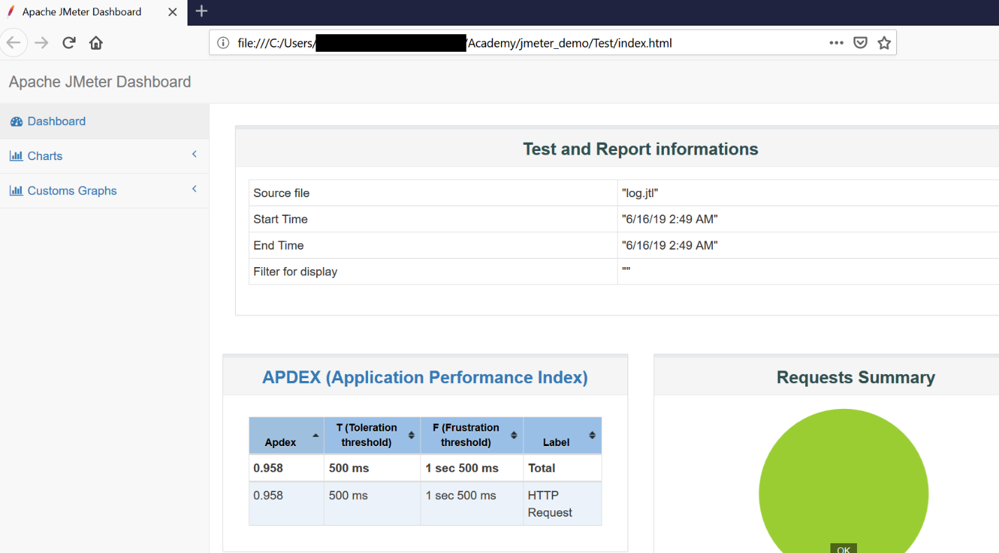 Apache JMeter Dashboard
file:///C:/Users/ /Academy/jmeter_demo/Test/index.html
Apache JMeter Dashboard
Dashboard
Charts
Customs Graphs
Test and Report informations
Source file "log.jtl"
Start Time "6/16/19 2:49 AM"
End Time "6/16/19 2:49 AM"
Filter for display ""
APDEX (Application Performance Index)
Apdex T (Toleration threshold) F (Frustration threshold) Label
0.958 500 ms 1 sec 500 ms Total
0.958 500 ms 1 sec 500 ms HTTP Request
Requests Summary
OK